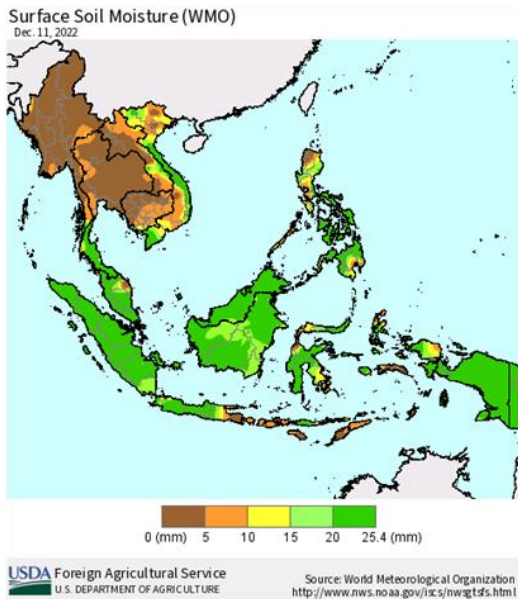 Surface Soil Moisture (WMO)
Dec. 11, 2022
0 (mm) 5 10 15 20 25.4 (mm)
USDA Foreign Agricultural Service
U.S. DEPARTMENT OF AGRICULTURE
Source: World Meteorological Organization
http://www.nws.noaa.gov/iscs/nwsgtsfs.html